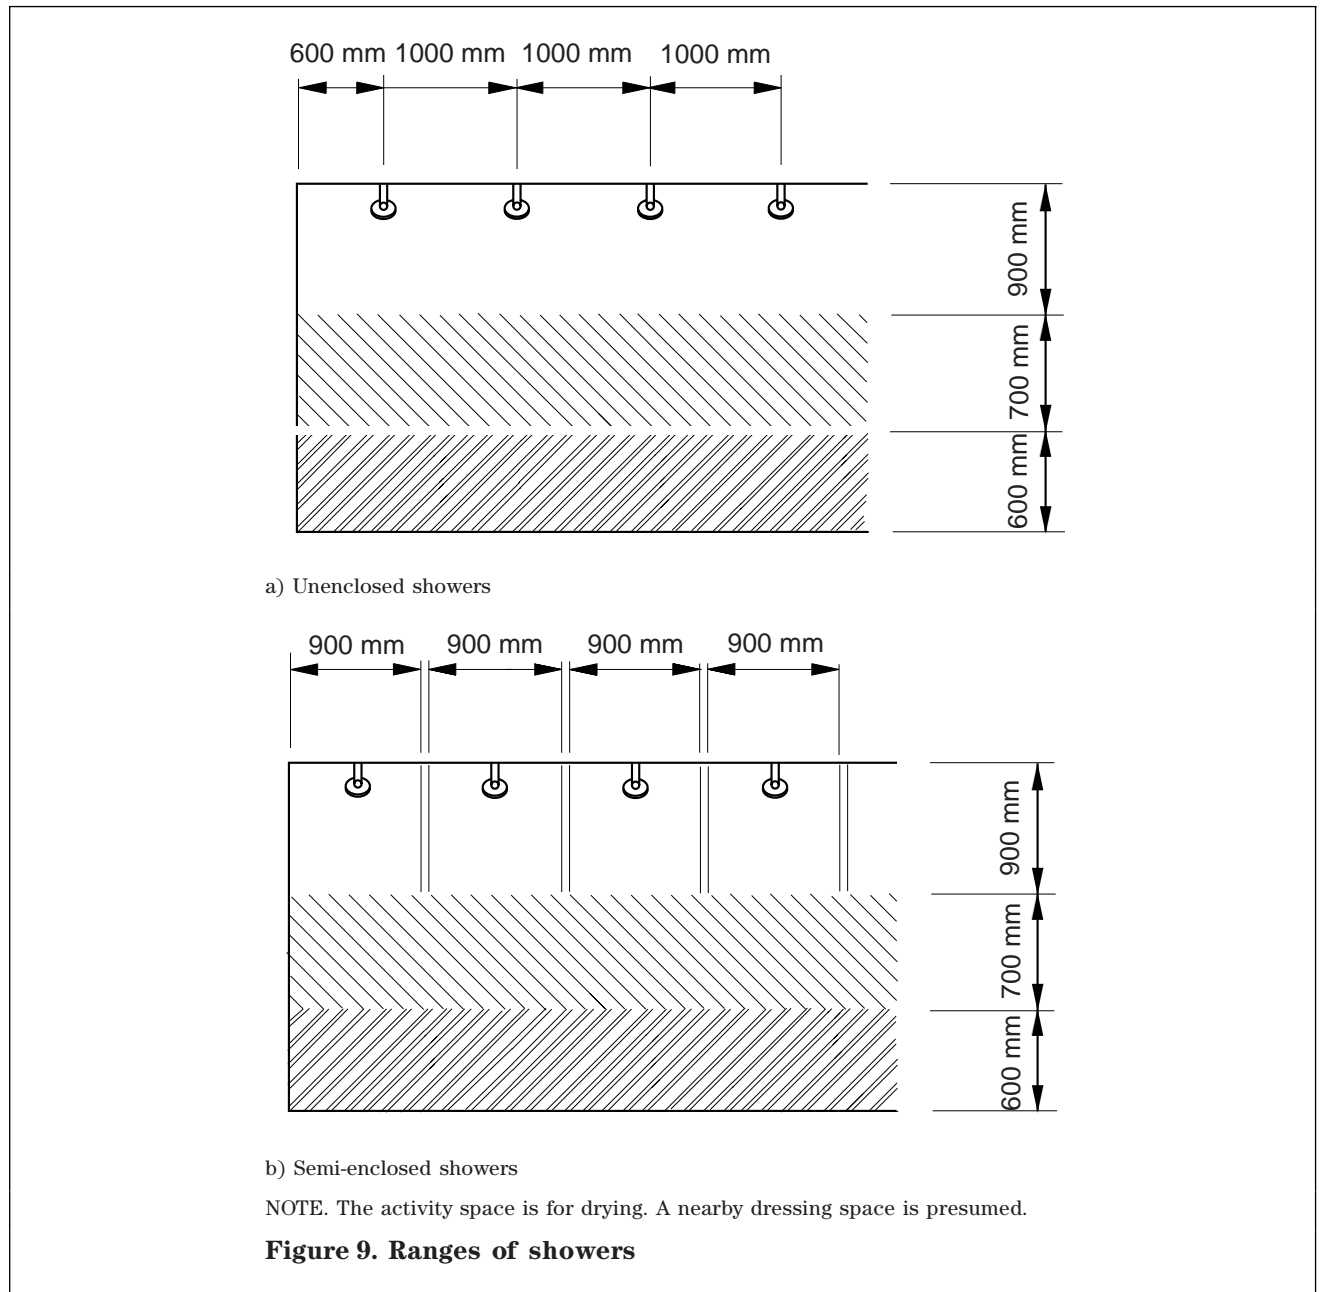 600 mm 1000 mm 1000 mm 1000 mm
900 mm
700 mm
600 mm
a) Unenclosed showers
900 mm 900 mm 900 mm 900 mm
900 mm
700 mm
600 mm
b) Semi-enclosed showers
NOTE. The activity space is for drying. A nearby dressing space is presumed.
Figure 9. Ranges of showers